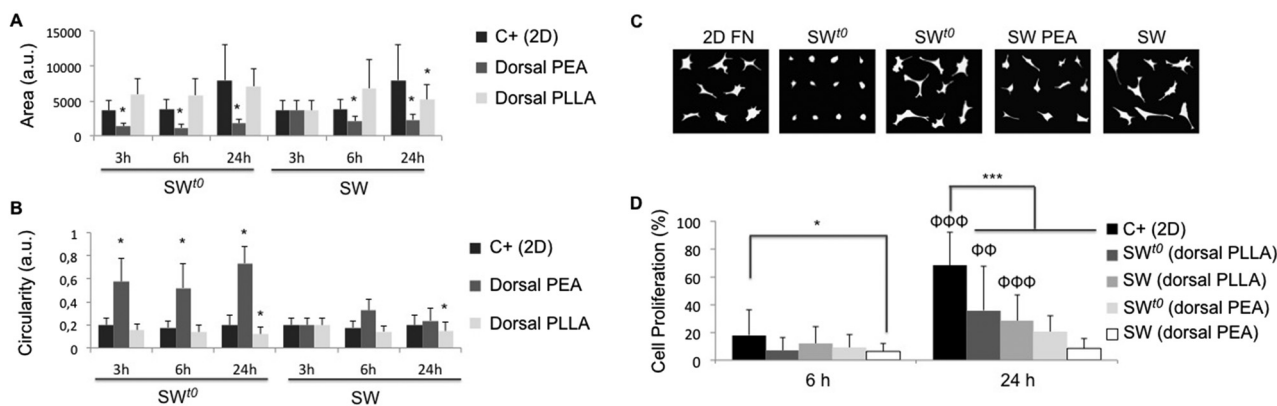 A
Area (a.u.)
15000
10000
5000
0
*
*
*
*
*
*
3h
6h
24h
3h
6h
24h
SWt0
SW
C+ (2D)
Dorsal PEA
Dorsal PLLA
B
Circularity (a.u.)
1
0,8
0,6
0,4
0,2
0
*
*
*
*
*
3h
6h
24h
3h
6h
24h
SWt0
SW
C+ (2D)
Dorsal PEA
Dorsal PLLA
C
2D FN
SWt0
SWt0
SW PEA
SW
D
Cell Proliferation (%)
100
80
60
40
20
0
*
***
ΦΦΦ
ΦΦ
ΦΦΦ
6 h
24 h
C+ (2D)
SWt0 (dorsal PLLA)
SW (dorsal PLLA)
SWt0 (dorsal PEA)
SW (dorsal PEA)